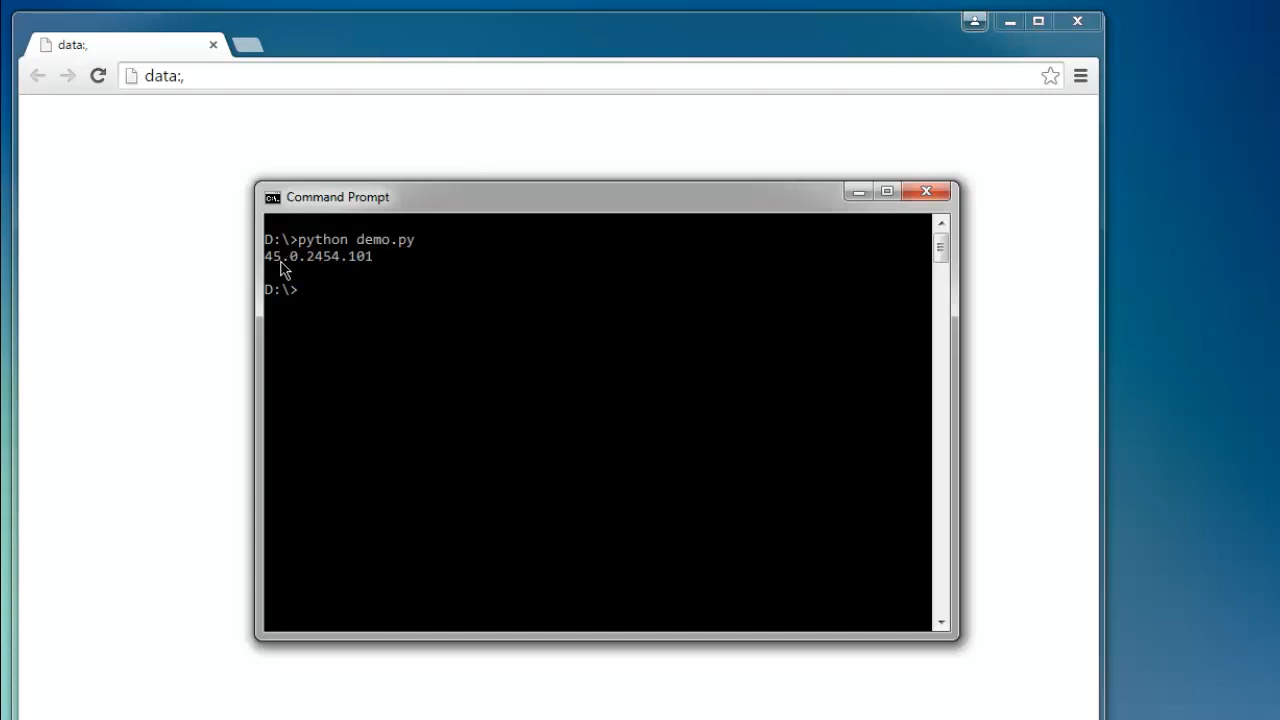 data:,
data:,
Command Prompt
D:\>python demo.py
45.0.2454.101
D:\>